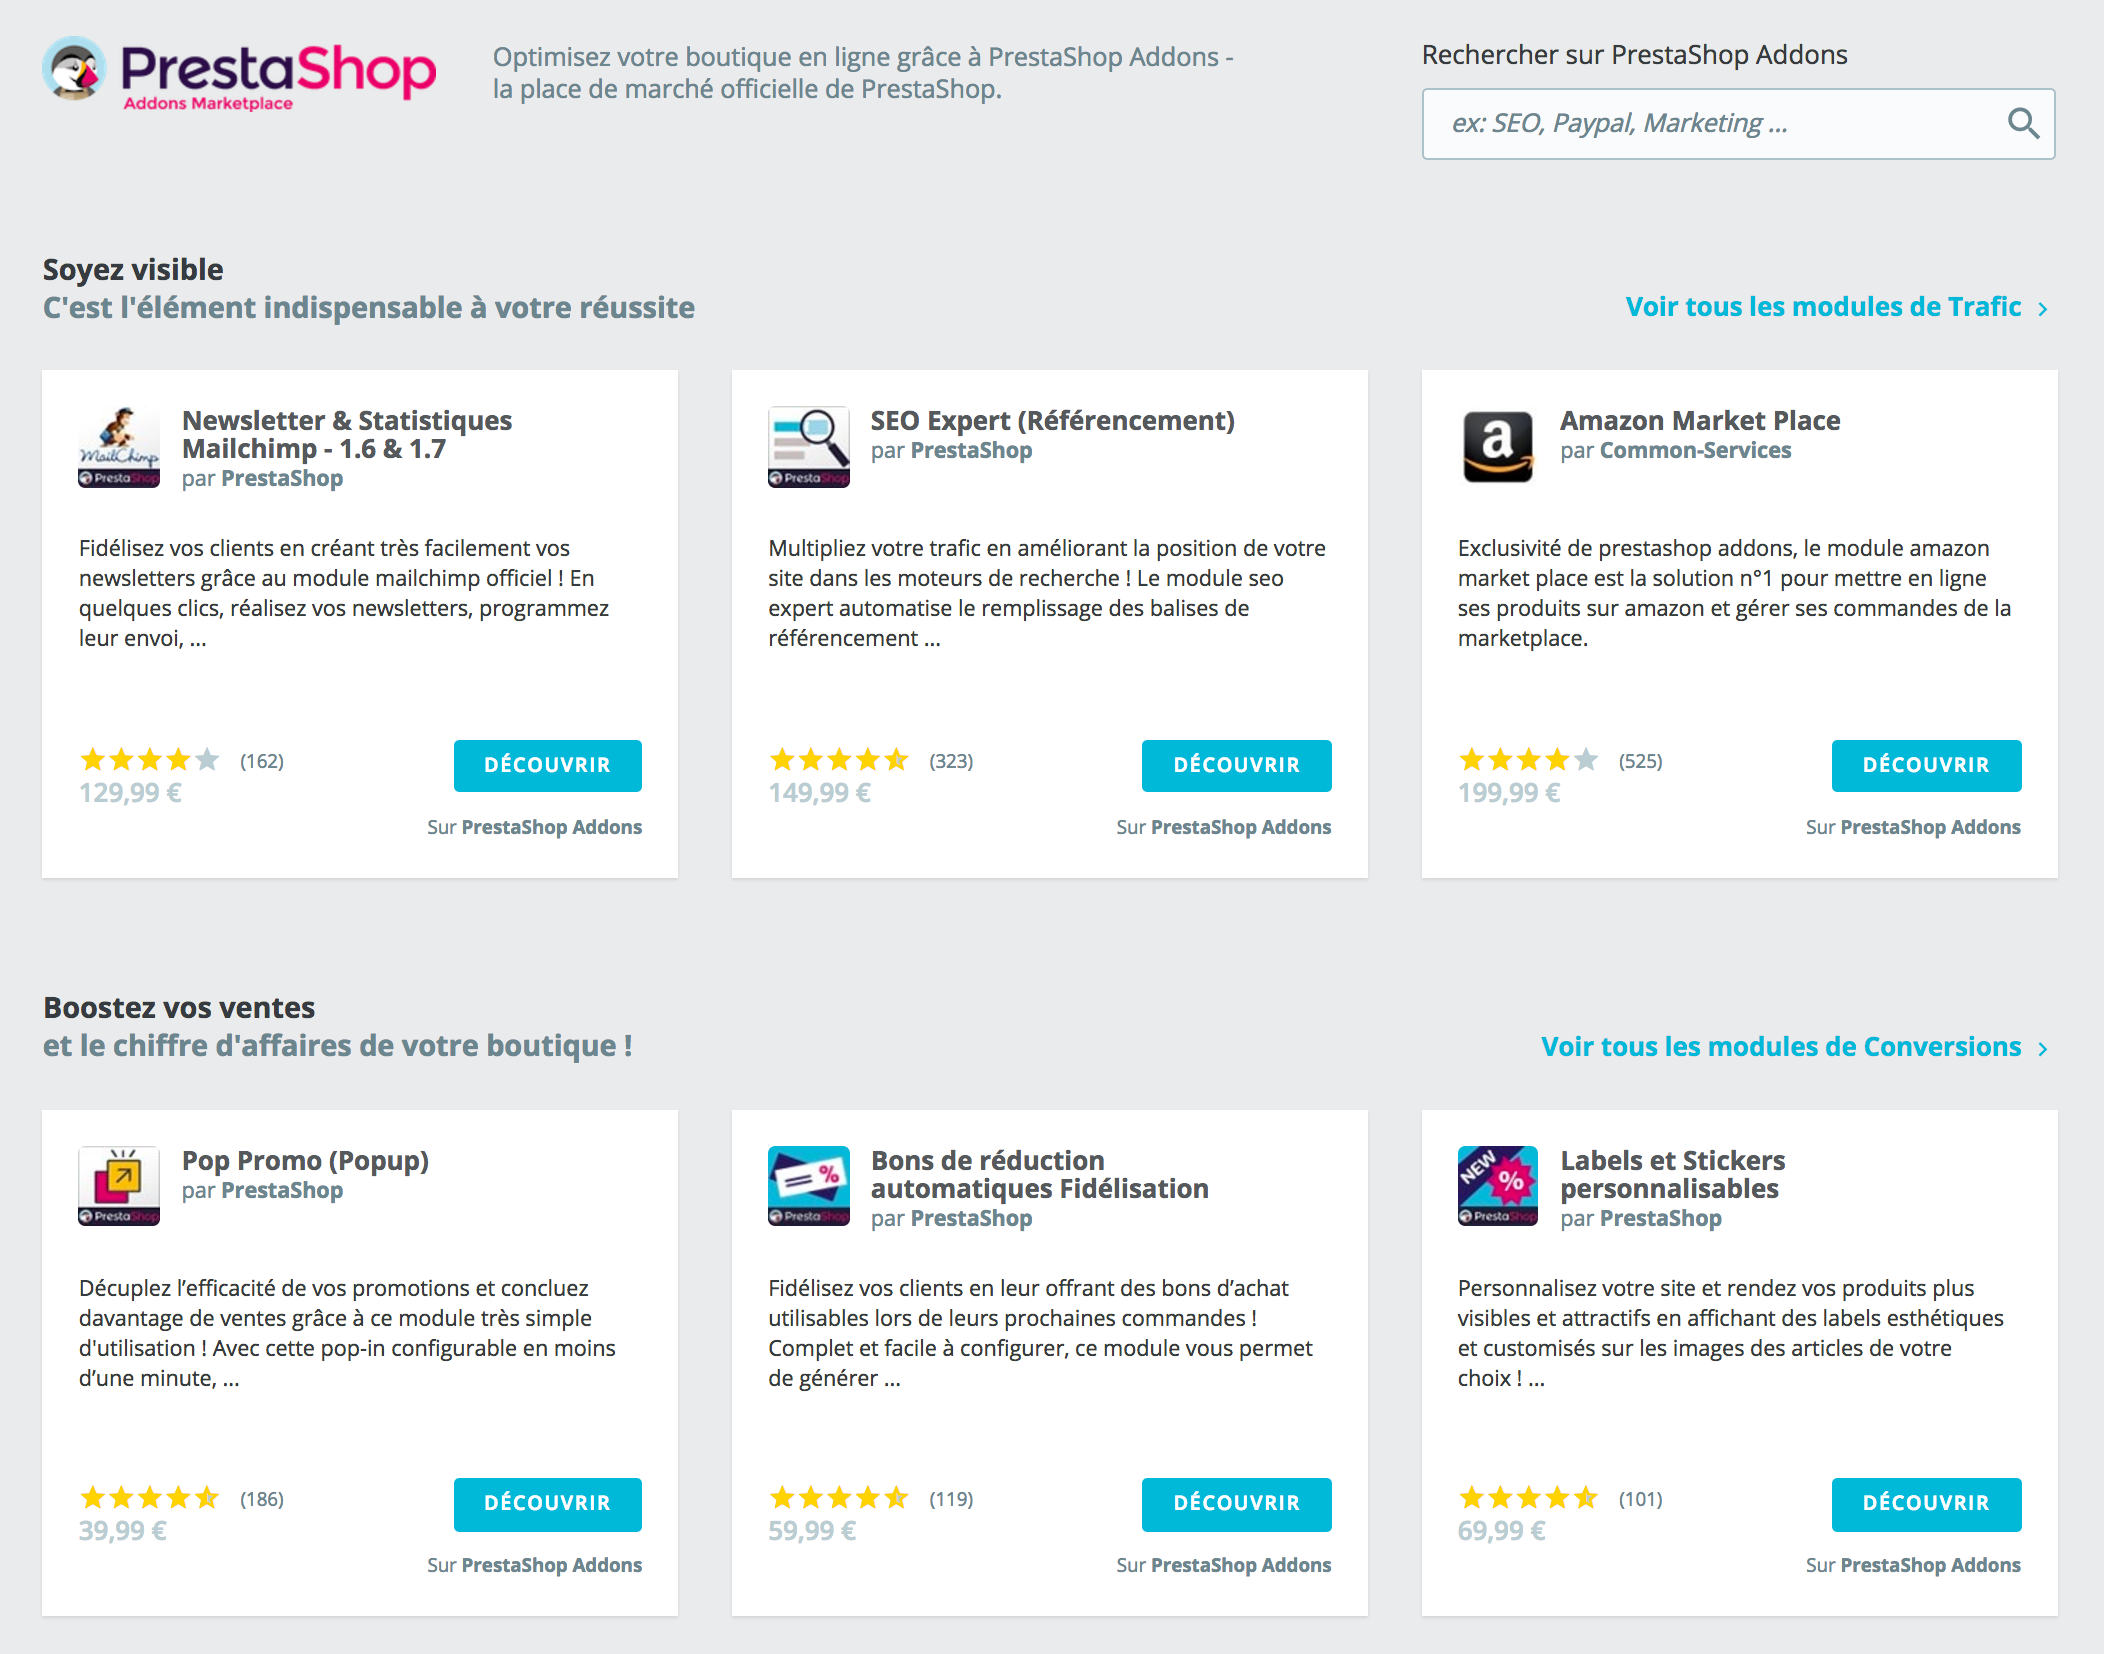 PrestaShop
Addons Marketplace
Optimisez votre boutique en ligne grâce à PrestaShop Addons -
la place de marché officielle de PrestaShop.
Rechercher sur PrestaShop Addons
ex: SEO, Paypal, Marketing ...
Soyez visible
C'est l'élément indispensable à votre réussite
Voir tous les modules de Trafic >
MailChimp
PrestaShop
Newsletter & Statistiques
Mailchimp - 1.6 & 1.7
par PrestaShop
Fidélisez vos clients en créant très facilement vos
newsletters grâce au module mailchimp officiel ! En
quelques clics, réalisez vos newsletters, programmez
leur envoi, ...
(162)
129,99 €
DÉCOUVRIR
Sur PrestaShop Addons
PrestaShop
SEO Expert (Référencement)
par PrestaShop
Multipliez votre trafic en améliorant la position de votre
site dans les moteurs de recherche ! Le module seo
expert automatise le remplissage des balises de
référencement ...
(323)
149,99 €
DÉCOUVRIR
Sur PrestaShop Addons
a
Amazon Market Place
par Common-Services
Exclusivité de prestashop addons, le module amazon
market place est la solution n°1 pour mettre en ligne
ses produits sur amazon et gérer ses commandes de la
marketplace.
(525)
199,99 €
DÉCOUVRIR
Sur PrestaShop Addons
Boostez vos ventes
et le chiffre d'affaires de votre boutique !
Voir tous les modules de Conversions >
PrestaShop
Pop Promo (Popup)
par PrestaShop
Décuplez l’efficacité de vos promotions et concluez
davantage de ventes grâce à ce module très simple
d'utilisation ! Avec cette pop-in configurable en moins
d’une minute, ...
(186)
39,99 €
DÉCOUVRIR
Sur PrestaShop Addons
%
PrestaShop
Bons de réduction
automatiques Fidélisation
par PrestaShop
Fidélisez vos clients en leur offrant des bons d’achat
utilisables lors de leurs prochaines commandes !
Complet et facile à configurer, ce module vous permet
de générer ...
(119)
59,99 €
DÉCOUVRIR
Sur PrestaShop Addons
NEW
%
PrestaShop
Labels et Stickers
personnalisables
par PrestaShop
Personnalisez votre site et rendez vos produits plus
visibles et attractifs en affichant des labels esthétiques
et customisés sur les images des articles de votre
choix ! ...
(101)
69,99 €
DÉCOUVRIR
Sur PrestaShop Addons